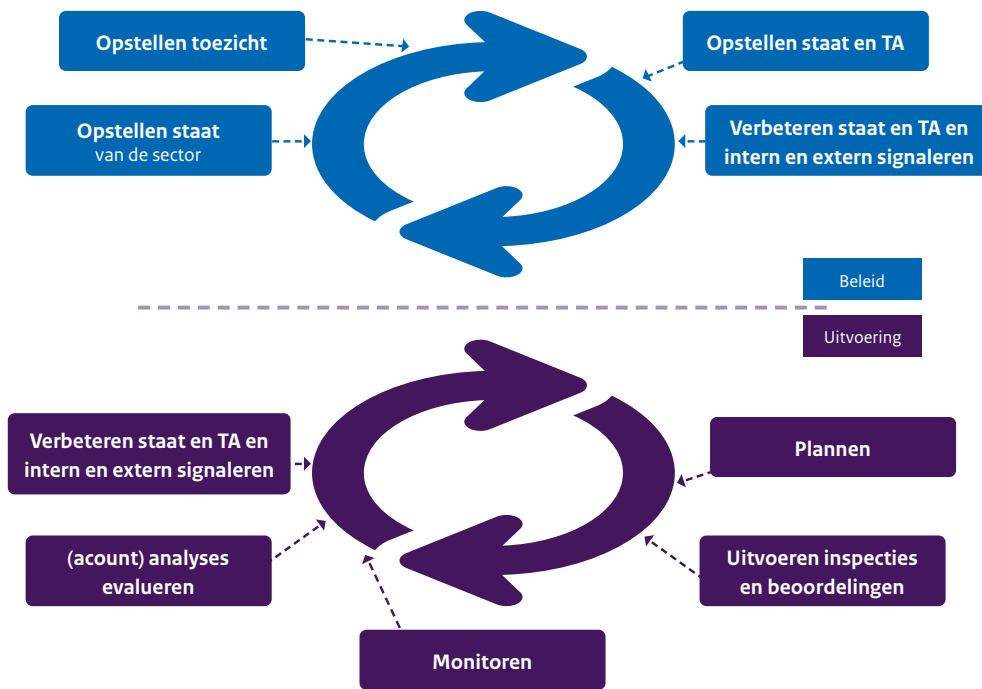 Opstellen toezicht
Opstellen staat en TA
Opstellen staat
van de sector
Verbeteren staat en TA en
intern en extern signaleren
Beleid
Uitvoering
Verbeteren staat en TA en
intern en extern signaleren
Plannen
(acount) analyses
evalueren
Uitvoeren inspecties
en beoordelingen
Monitoren